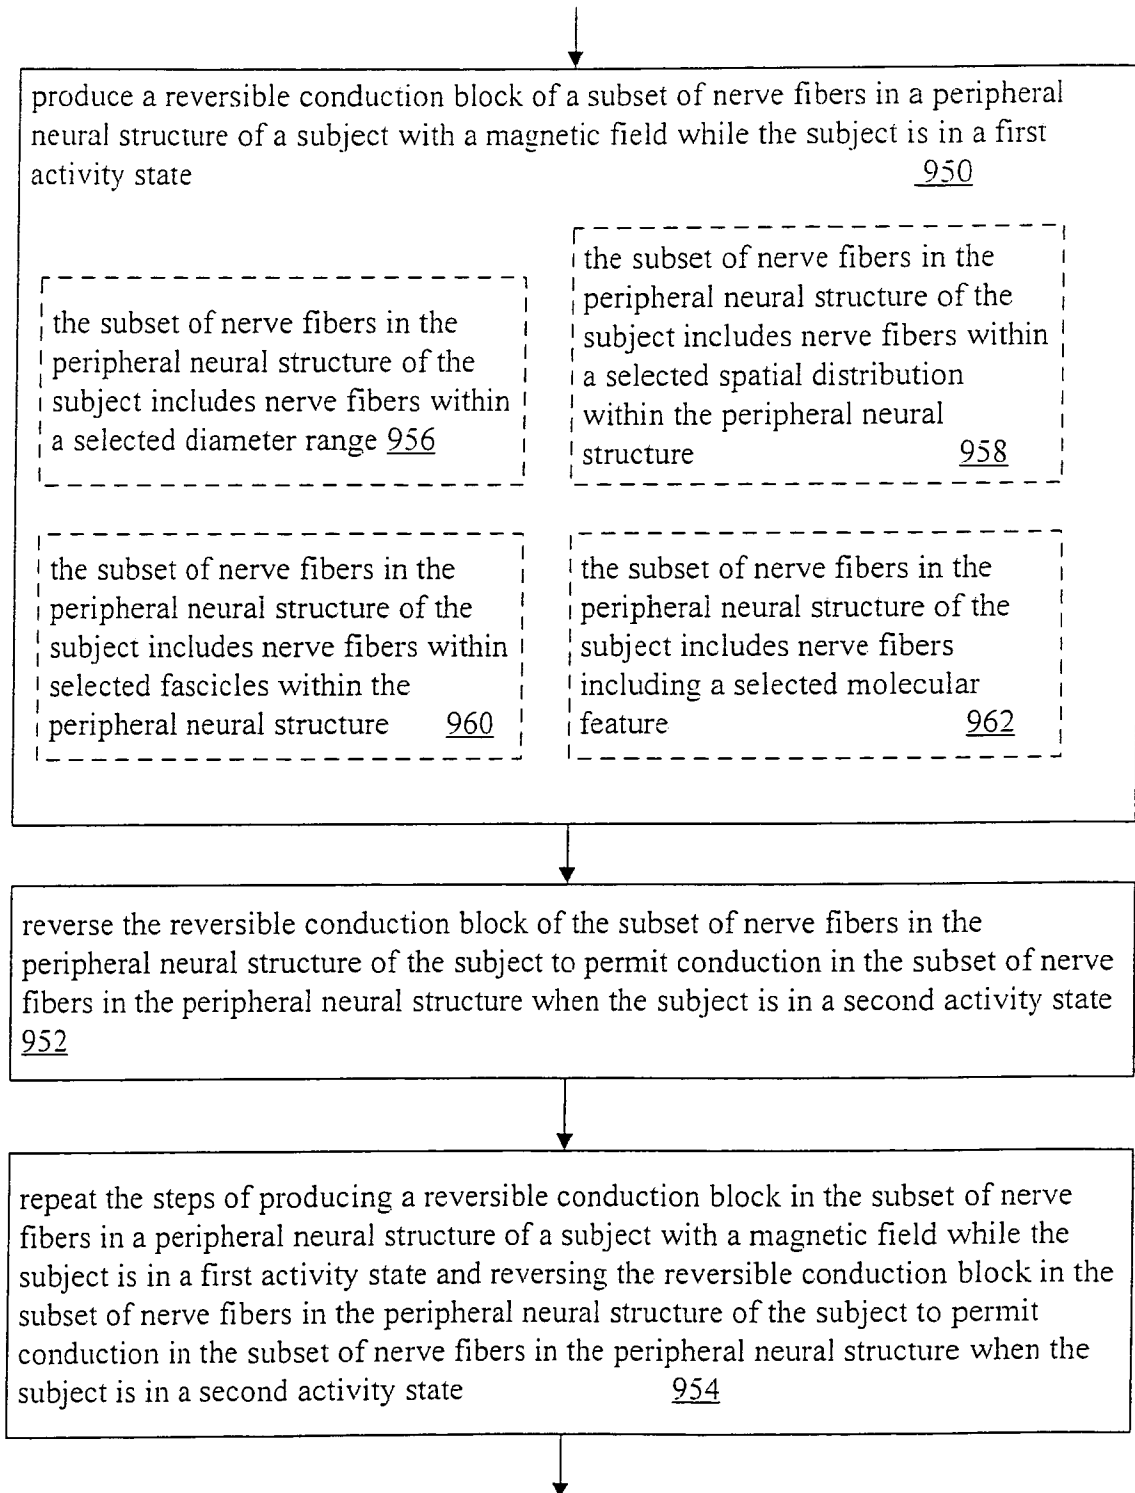 produce a reversible conduction block of a subset of nerve fibers in a peripheral
neural structure of a subject with a magnetic field while the subject is in a first
activity state 950
the subset of nerve fibers in the
peripheral neural structure of the
subject includes nerve fibers within
a selected diameter range 956
the subset of nerve fibers in the
peripheral neural structure of the
subject includes nerve fibers within
a selected spatial distribution
within the peripheral neural
structure 958
the subset of nerve fibers in the
peripheral neural structure of the
subject includes nerve fibers within
selected fascicles within the
peripheral neural structure 960
the subset of nerve fibers in the
peripheral neural structure of the
subject includes nerve fibers
including a selected molecular
feature 962
reverse the reversible conduction block of the subset of nerve fibers in the
peripheral neural structure of the subject to permit conduction in the subset of nerve
fibers in the peripheral neural structure when the subject is in a second activity state
952
repeat the steps of producing a reversible conduction block in the subset of nerve
fibers in a peripheral neural structure of a subject with a magnetic field while the
subject is in a first activity state and reversing the reversible conduction block in the
subset of nerve fibers in the peripheral neural structure of the subject to permit
conduction in the subset of nerve fibers in the peripheral neural structure when the
subject is in a second activity state 954